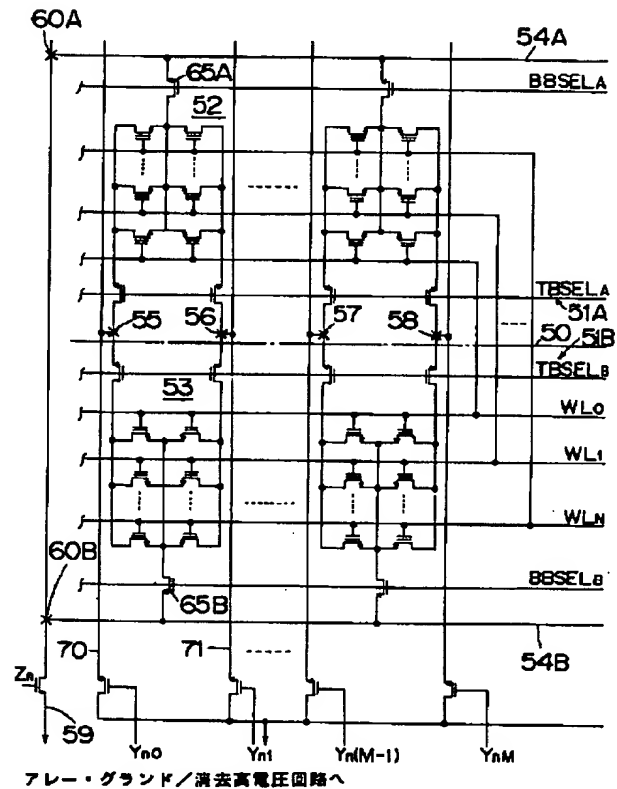 60A
54A
65A
BBSELA
52
TBSELA
51A
55
56
57
58
50
51B
TBSELB
53
WL0
WL1
WLN
60B
BBSELB
65B
70
71
54B
Zn
59
Yn0
Yn1
Yn(M-1)
YnM
アレー・グランド/消去高電圧回路へ